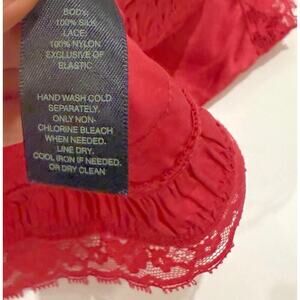 BODY:
100% SILK
LACE:
100% NYLON
EXCLUSIVE OF
ELASTIC
HAND WASH COLD
SEPARATELY.
ONLY NON-
CHLORINE BLEACH
WHEN NEEDED.
LINE DRY.
COOL IRON IF NEEDED.
OR DRY CLEAN